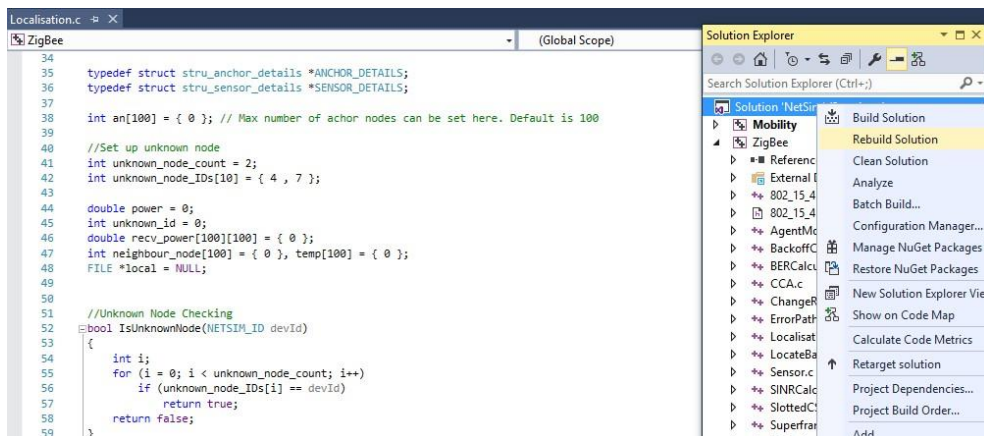 Localisation.c
ZigBee
(Global Scope)
34
35 typedef struct stru_anchor_details *ANCHOR_DETAILS;
36 typedef struct stru_sensor_details *SENSOR_DETAILS;
37
38 int an[100] = { 0 }; // Max number of achor nodes can be set here. Default is 100
39
40 //Set up unknown node
41 int unknown_node_count = 2;
42 int unknown_node_IDs[10] = { 4 , 7 };
43
44 double power = 0;
45 int unknown_id = 0;
46 double recv_power[100][100] = { 0 };
47 int neighbour_node[100] = { 0 }, temp[100] = { 0 };
48 FILE *local = NULL;
49
50
51 //Unknown Node Checking
52 bool IsUnknownNode(NETSIM_ID devId)
53 {
54 int i;
55 for (i = 0; i < unknown_node_count; i++)
56 if (unknown_node_IDs[i] == devId)
57 return true;
58 return false;
59 }
Solution Explorer
Search Solution Explorer (Ctrl+;)
Solution 'NetSim
Mobility
ZigBee
Referenc
External
802_15_4
802_15_4
AgentMo
BackoffC
BERCalcu
CCA.c
ChangeR
ErrorPath
Localisat
LocateBa
Sensor.c
SINRCalc
SlottedCS
Superfran
Build Solution
Rebuild Solution
Clean Solution
Analyze
Batch Build...
Configuration Manager...
Manage NuGet Packages
Restore NuGet Packages
New Solution Explorer Vie
Show on Code Map
Calculate Code Metrics
Retarget solution
Project Dependencies...
Project Build Order...
Add